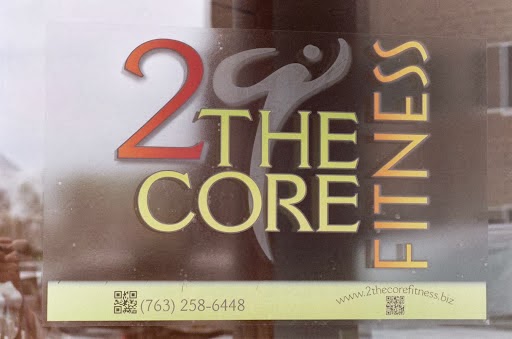 2 THE
CORE
FITNESS
(763) 258-6448
www.2thecorefitness.biz